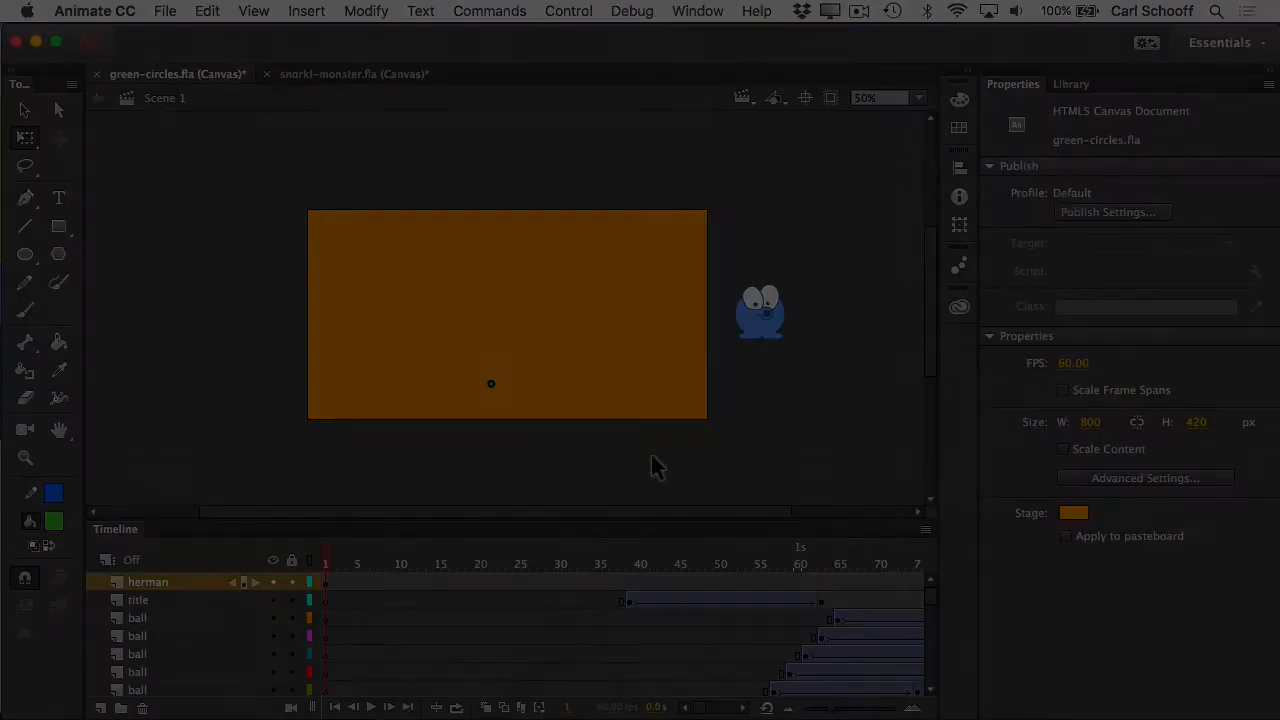 Animate CC File Edit View Insert Modify Text Commands Control Debug Window Help 100% Carl Schooff
Essentials
To... × green-circles.fla (Canvas)* × snorkl-monster.fla (Canvas)* Properties Library
Scene 1 50%
HTML5 Canvas Document
An
green-circles.fla
Publish
Profile: Default
Publish Settings...
Target:
Script:
Class:
Properties
FPS: 60.00
Scale Frame Spans
Size: W: 800 H: 420 px
Scale Content
Advanced Settings...
Stage:
Apply to pasteboard
Timeline
1s
Off 1 5 10 15 20 25 30 35 40 45 50 55 60 65 70 7
herman
title
ball
ball
ball
ball
ball
1 60.00 fps 0.0s